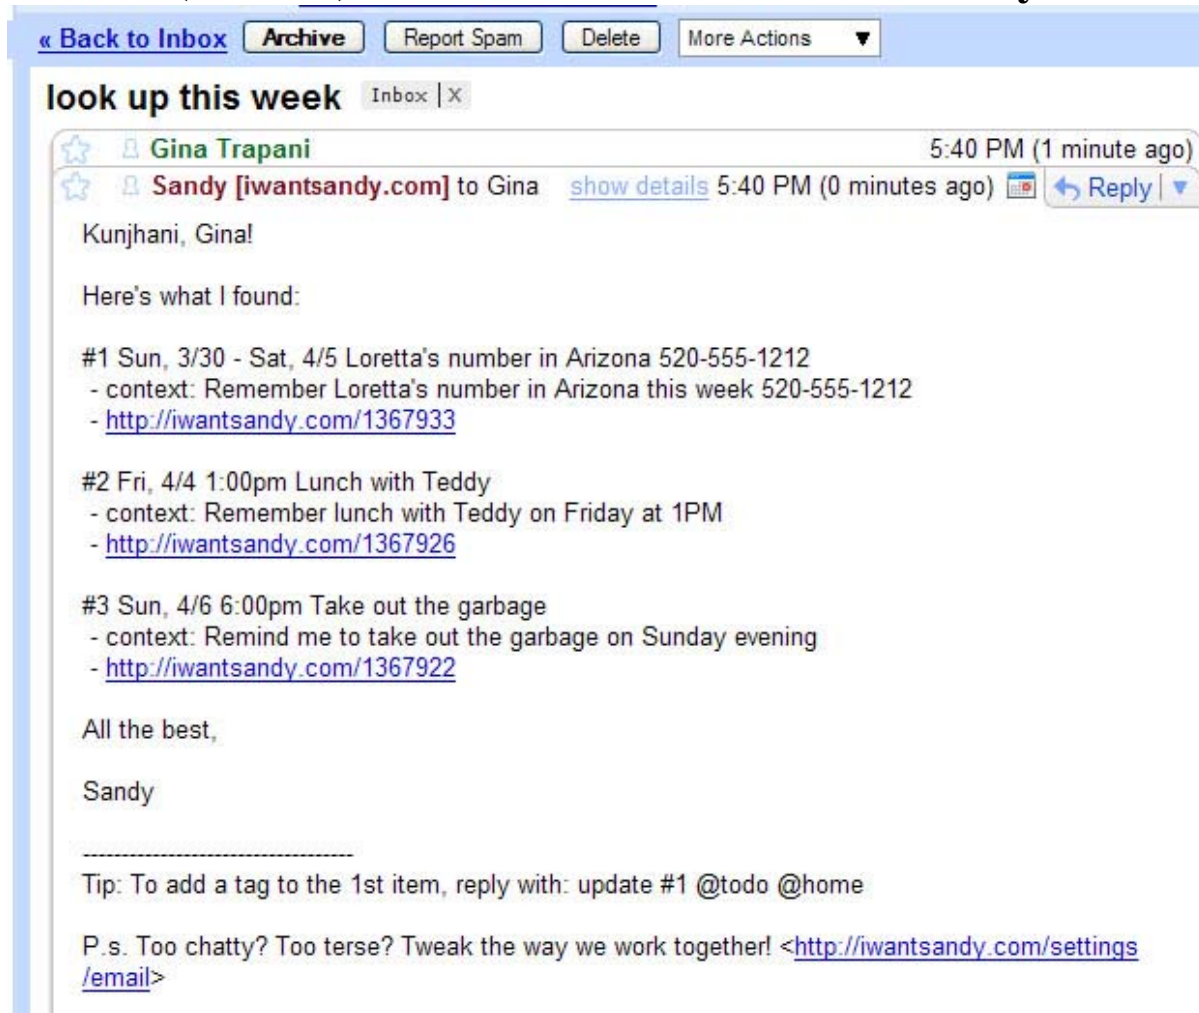 « Back to Inbox Archive Report Spam Delete More Actions ▼
look up this week Inbox | X
Gina Trapani 5:40 PM (1 minute ago)
Sandy [iwantsandy.com] to Gina show details 5:40 PM (0 minutes ago) Reply | ▼
Kunjhani, Gina!
Here's what I found:
#1 Sun, 3/30 - Sat, 4/5 Loretta's number in Arizona 520-555-1212
- context: Remember Loretta's number in Arizona this week 520-555-1212
- http://iwantsandy.com/1367933
#2 Fri, 4/4 1:00pm Lunch with Teddy
- context: Remember lunch with Teddy on Friday at 1PM
- http://iwantsandy.com/1367926
#3 Sun, 4/6 6:00pm Take out the garbage
- context: Remind me to take out the garbage on Sunday evening
- http://iwantsandy.com/1367922
All the best,
Sandy
-----------------------------------
Tip: To add a tag to the 1st item, reply with: update #1 @todo @home
P.s. Too chatty? Too terse? Tweak the way we work together! <http://iwantsandy.com/settings
/email>